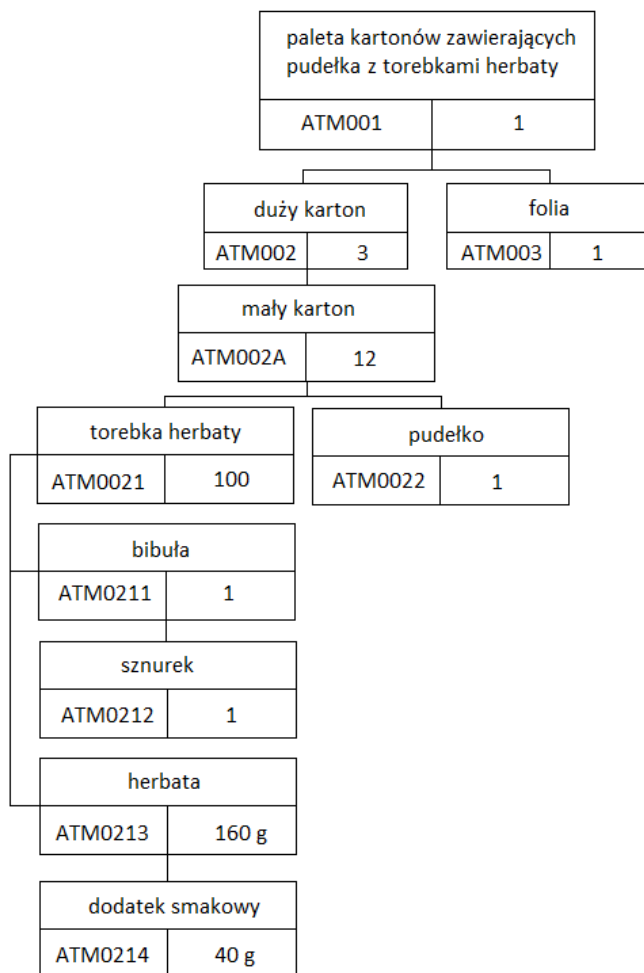 paleta kartonów zawierających
pudełka z torebkami herbaty
ATM001 1
duży karton
ATM002 3
folia
ATM003 1
mały karton
ATM002A 12
torebka herbaty
ATM0021 100
pudełko
ATM0022 1
bibuła
ATM0211 1
sznurek
ATM0212 1
herbata
ATM0213 160 g
dodatek smakowy
ATM0214 40 g